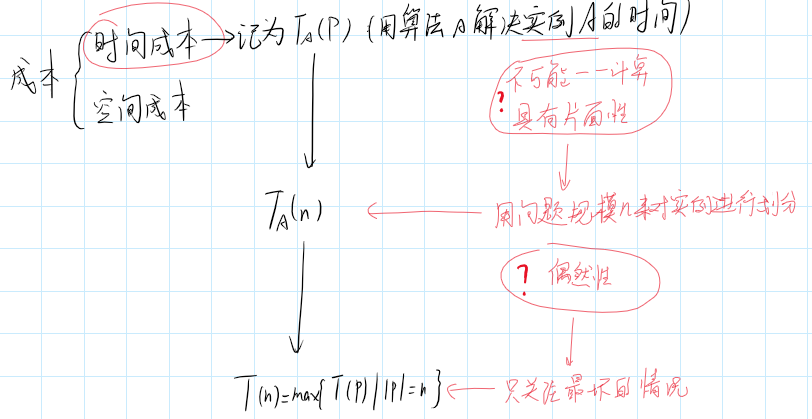 成本
时间成本→记为 T_A(P) (用算法A解决实例A的时间)
空间成本
? 不可能一一计算
具有片面性
T_A(n) ← 用问题规模n来对实例进行划分
? 偶然性
T(n)=max{T(P)||P|=n} ← 只关注最坏的情况